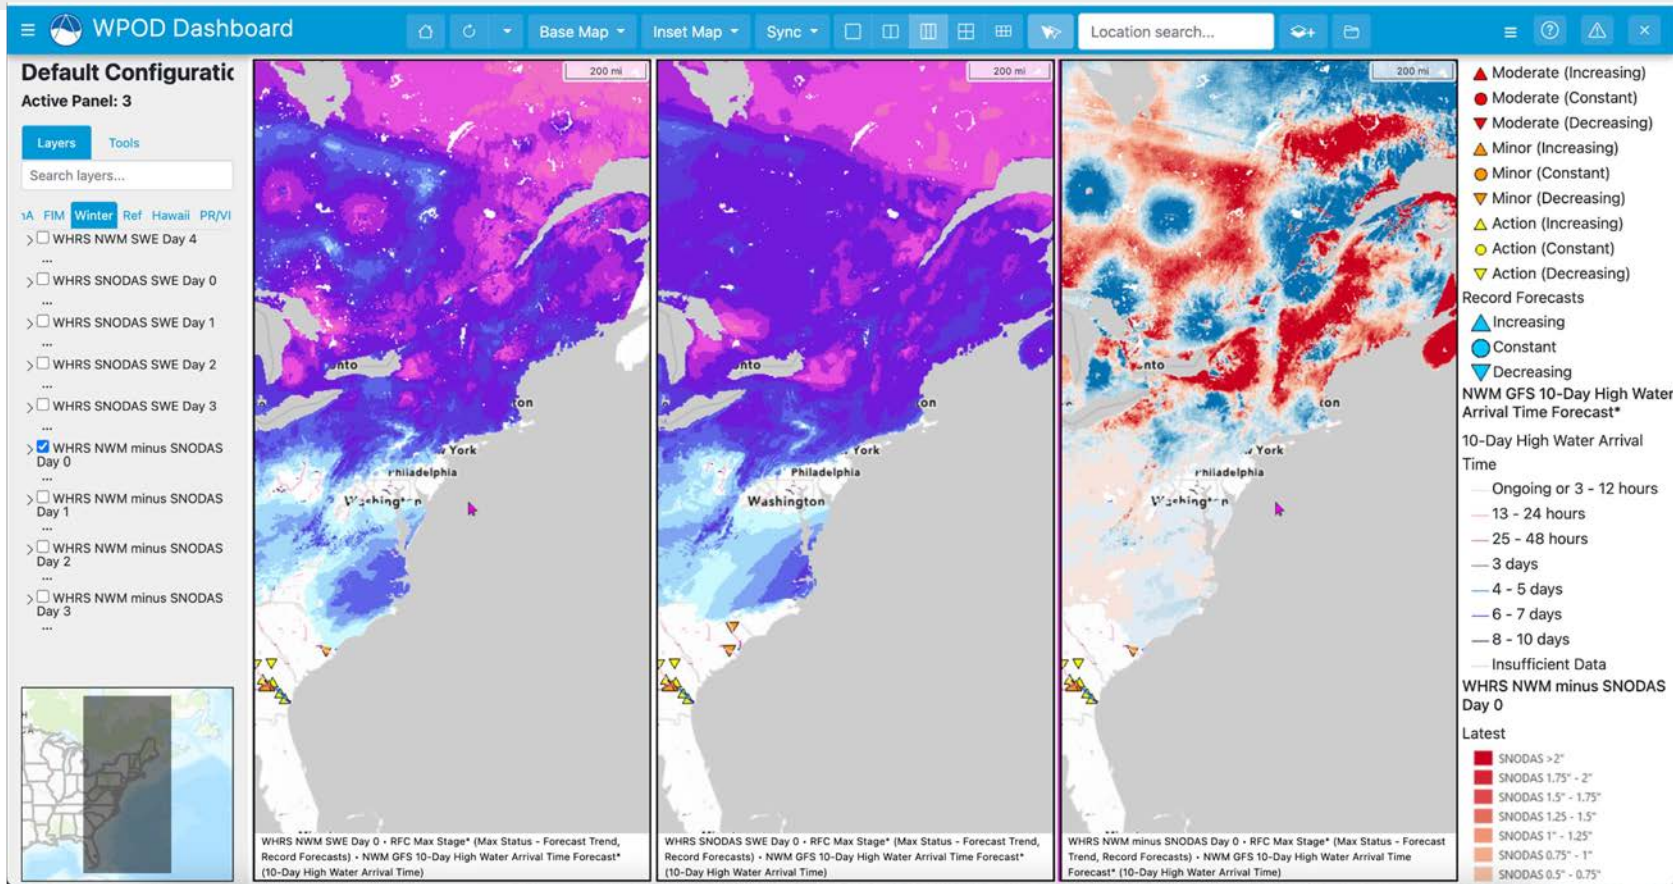 WPOD Dashboard
Base Map
Inset Map
Sync
Location search...
Default Configuratic
Active Panel: 3
Layers
Tools
Search layers...
FIM
Winter
Ref
Hawaii
PR/VI
WHRS NWM SWE Day 4
...
WHRS SNODAS SWE Day 0
...
WHRS SNODAS SWE Day 1
...
WHRS SNODAS SWE Day 2
...
WHRS SNODAS SWE Day 3
...
WHRS NWM minus SNODAS
Day 0
...
WHRS NWM minus SNODAS
Day 1
...
WHRS NWM minus SNODAS
Day 2
...
WHRS NWM minus SNODAS
Day 3
...
200 mi
onto
on
York
Philadelphia
Washington
WHRS NWM SWE Day 0 • RFC Max Stage* (Max Status - Forecast Trend,
Record Forecasts) • NWM GFS 10-Day High Water Arrival Time Forecast*
(10-Day High Water Arrival Time)
200 mi
nto
on
York
Philadelphia
Washington
WHRS SNODAS SWE Day 0 • RFC Max Stage* (Max Status - Forecast Trend,
Record Forecasts) • NWM GFS 10-Day High Water Arrival Time Forecast*
(10-Day High Water Arrival Time)
200 mi
nto
ton
York
Philadelphia
Washington
WHRS NWM minus SNODAS Day 0 • RFC Max Stage* (Max Status - Forecast
Trend, Record Forecasts) • NWM GFS 10-Day High Water Arrival Time
Forecast* (10-Day High Water Arrival Time)
Moderate (Increasing)
Moderate (Constant)
Moderate (Decreasing)
Minor (Increasing)
Minor (Constant)
Minor (Decreasing)
Action (Increasing)
Action (Constant)
Action (Decreasing)
Record Forecasts
Increasing
Constant
Decreasing
NWM GFS 10-Day High Water
Arrival Time Forecast*
10-Day High Water Arrival
Time
Ongoing or 3 - 12 hours
13 - 24 hours
25 - 48 hours
3 days
4 - 5 days
6 - 7 days
8 - 10 days
Insufficient Data
WHRS NWM minus SNODAS
Day 0
Latest
SNODAS >2"
SNODAS 1.75" - 2"
SNODAS 1.5" - 1.75"
SNODAS 1.25 - 1.5"
SNODAS 1" - 1.25"
SNODAS 0.75" - 1"
SNODAS 0.5" - 0.75"